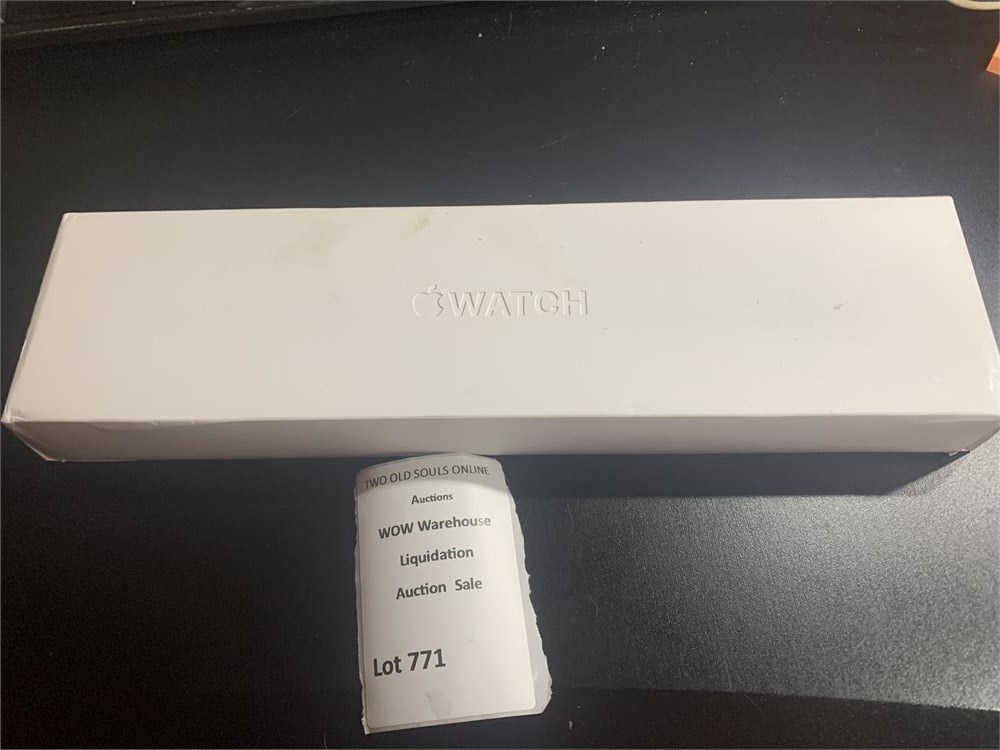 WATCH
TWO OLD SOULS ONLINE
Auctions
WOW Warehouse
Liquidation
Auction Sale
Lot 771